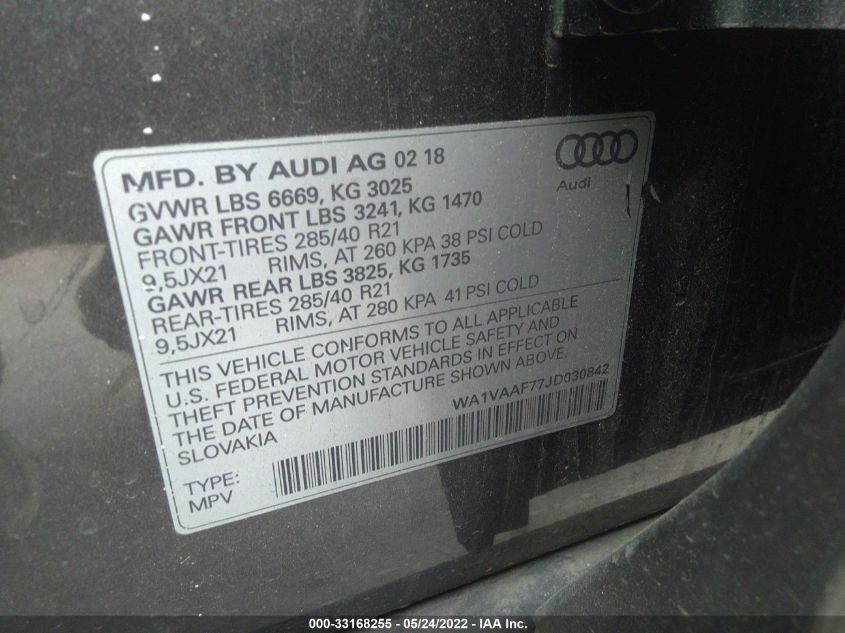 MFD. BY AUDI AG 02 18
Audi
GVWR LBS 6669, KG 3025
GAWR FRONT LBS 3241, KG 1470
FRONT-TIRES 285/40 R21
9,5JX21 RIMS, AT 260 KPA 38 PSI COLD
GAWR REAR LBS 3825, KG 1735
REAR-TIRES 285/40 R21
9,5JX21 RIMS, AT 280 KPA 41 PSI COLD
THIS VEHICLE CONFORMS TO ALL APPLICABLE
U.S. FEDERAL MOTOR VEHICLE SAFETY AND
THEFT PREVENTION STANDARDS IN EFFECT ON
THE DATE OF MANUFACTURE SHOWN ABOVE.
SLOVAKIA
WA1VAAF77JD030842
TYPE:
MPV
000-33168255 - 05/24/2022 - IAA Inc.